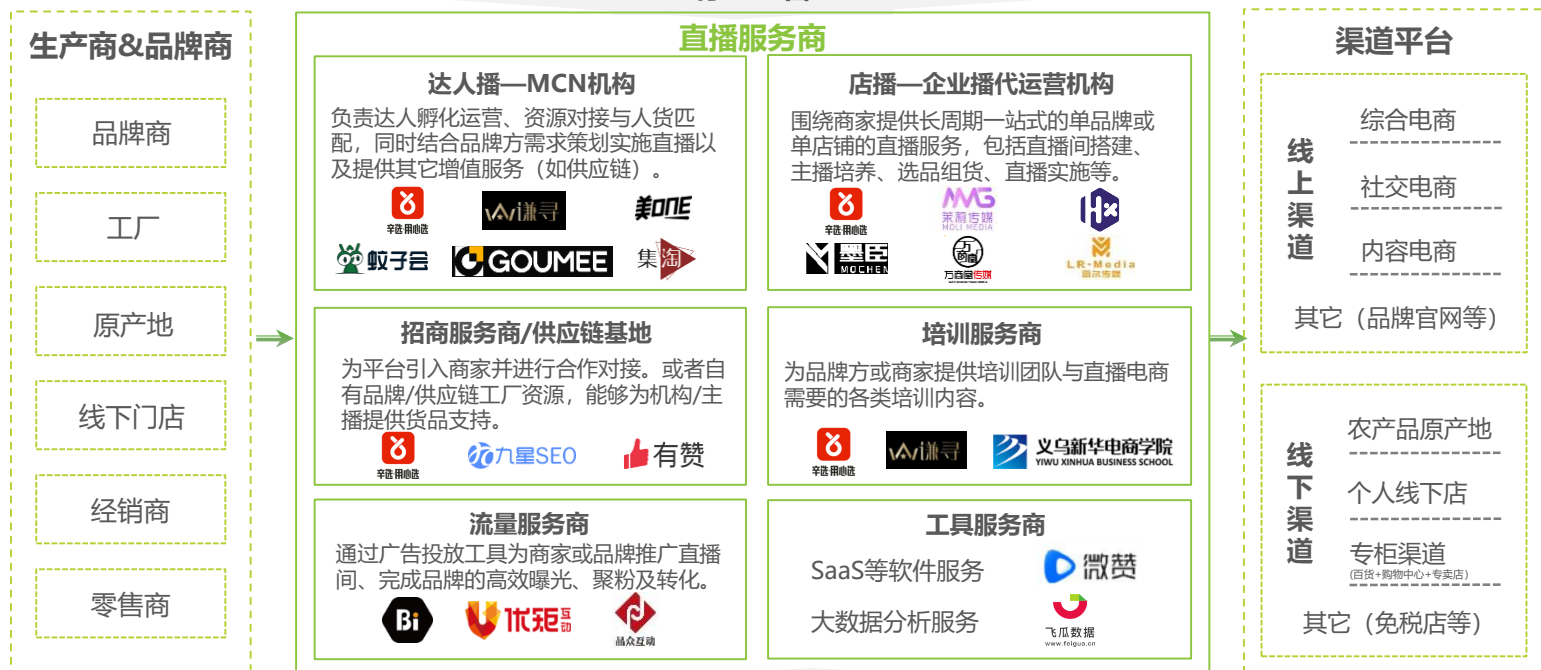 生产商&品牌商
品牌商
工厂
原产地
线下门店
经销商
零售商
直播服务商
达人播—MCN机构
负责达人孵化运营、资源对接与人货匹
配，同时结合品牌方需求策划实施直播以
及提供其它增值服务（如供应链）。
辛选·用心选
谦寻
美ONE
蚊子会
GOUMEE
集淘
店播—企业播代运营机构
围绕商家提供长周期一站式的单品牌或
单店铺的直播服务，包括直播间搭建、
主播培养、选品组货、直播实施等。
辛选·用心选
茉莉传媒
MOLI MEDIA
墨臣
MOCHEN
LR-Media
招商服务商/供应链基地
为平台引入商家并进行合作对接。或者自
有品牌/供应链工厂资源，能够为机构/主
播提供货品支持。
辛选·用心选
九星SEO
有赞
培训服务商
为品牌方或商家提供培训团队与直播电商
需要的各类培训内容。
辛选·用心选
谦寻
义乌新华电商学院
YIWU XINHUA BUSINESS SCHOOL
流量服务商
通过广告投放工具为商家或品牌推广直播
间、完成品牌的高效曝光、聚粉及转化。
Bi
优矩互动
品众互动
工具服务商
SaaS等软件服务
微赞
大数据分析服务
飞瓜数据
www.feigua.cn
渠道平台
线上渠道
综合电商
社交电商
内容电商
其它（品牌官网等）
线下渠道
农产品原产地
个人线下店
专柜渠道
(百货+购物中心+专卖店)
其它（免税店等）